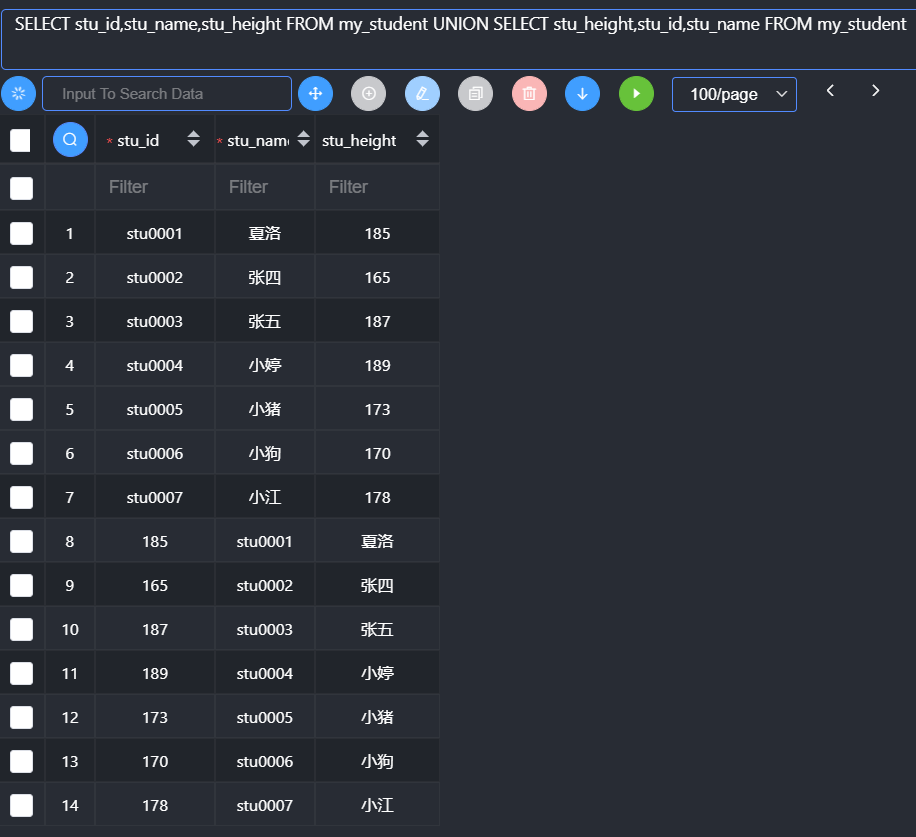 SELECT stu_id,stu_name,stu_height FROM my_student UNION SELECT stu_height,stu_id,stu_name FROM my_student
Input To Search Data 100/page
* stu_id * stu_nam stu_height
Filter Filter Filter
1 stu0001 夏洛 185
2 stu0002 张四 165
3 stu0003 张五 187
4 stu0004 小婷 189
5 stu0005 小猪 173
6 stu0006 小狗 170
7 stu0007 小江 178
8 185 stu0001 夏洛
9 165 stu0002 张四
10 187 stu0003 张五
11 189 stu0004 小婷
12 173 stu0005 小猪
13 170 stu0006 小狗
14 178 stu0007 小江